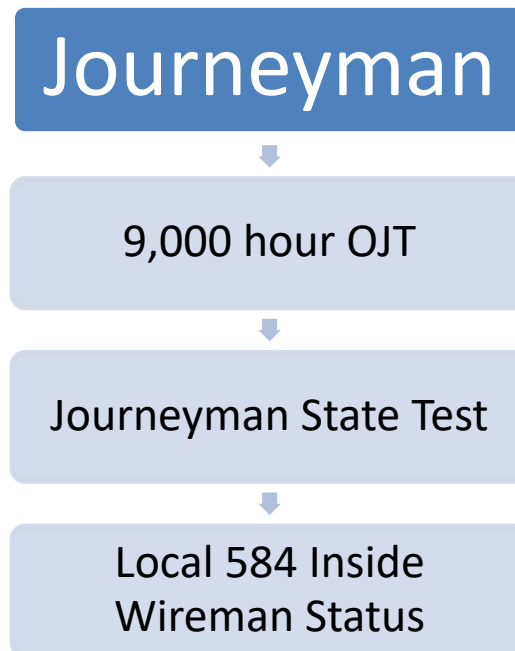 Journeyman
9,000 hour OJT
Journeyman State Test
Local 584 Inside
Wireman Status